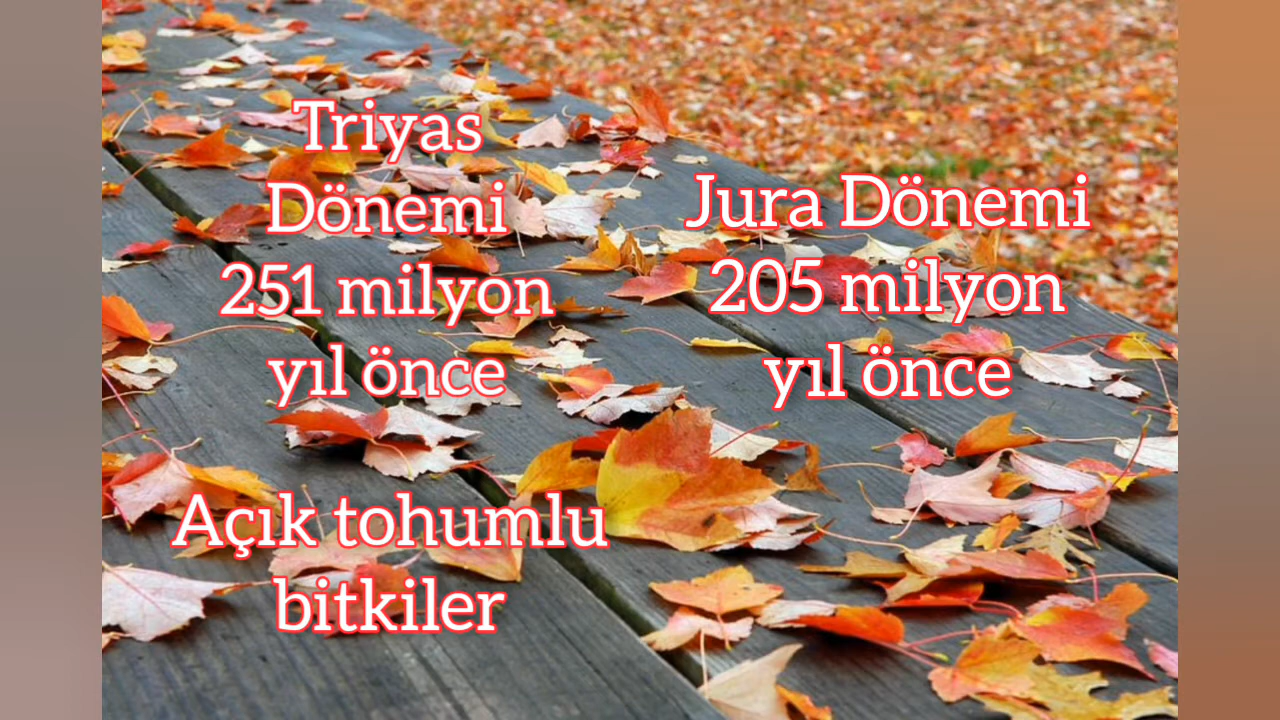 Triyas
Dönemi
251 milyon
yıl önce
Açık tohumlu
bitkiler
Jura Dönemi
205 milyon
yıl önce